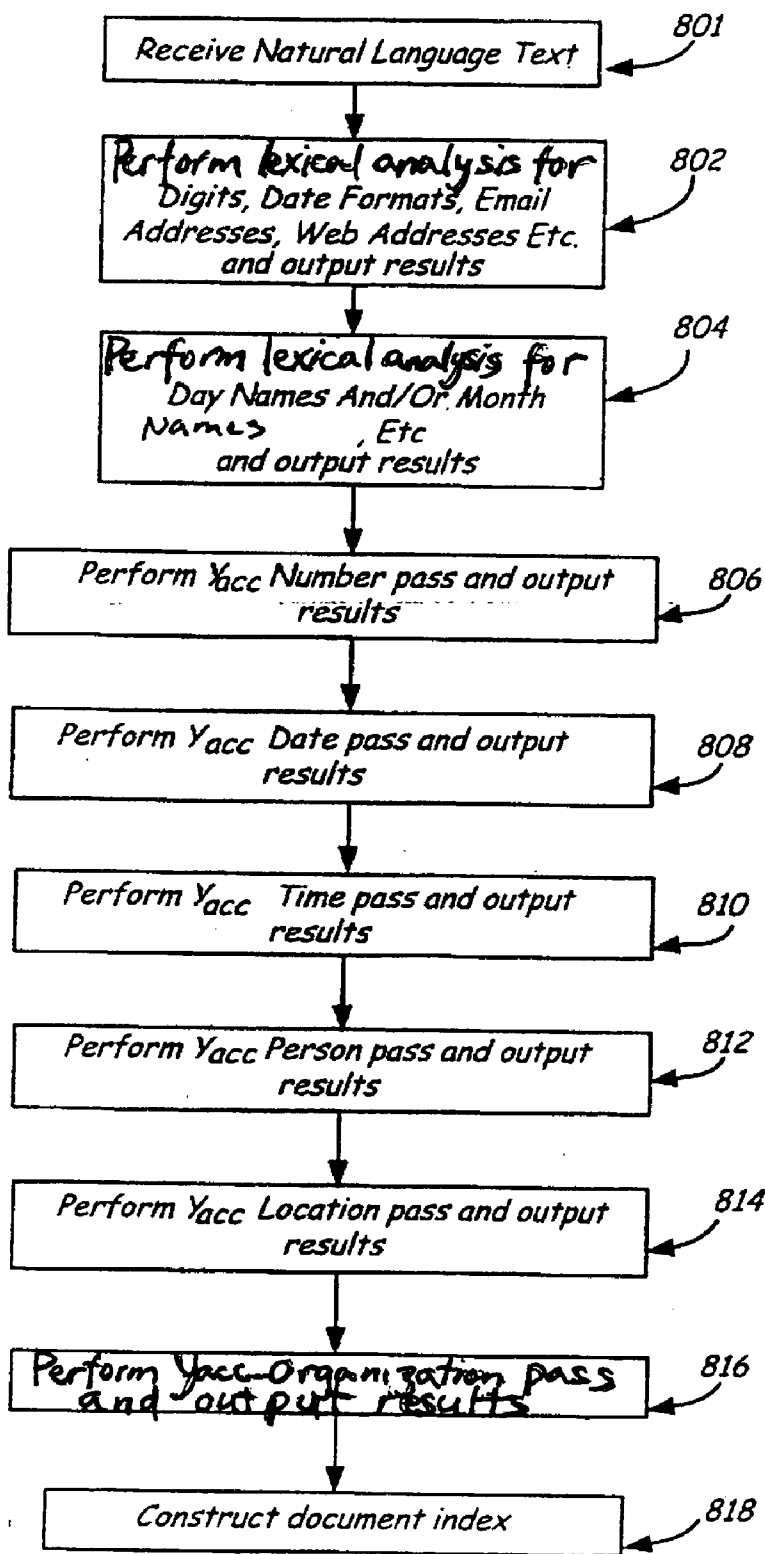 Receive Natural Language Text
801
Perform lexical analysis for
Digits, Date Formats, Email
Addresses, Web Addresses Etc.
and output results
802
Perform lexical analysis for
Day Names And/Or Month
Names , Etc
and output results
804
Perform Yacc Number pass and output
results
806
Perform Yacc Date pass and output
results
808
Perform Yacc Time pass and output
results
810
Perform Yacc Person pass and output
results
812
Perform Yacc Location pass and output
results
814
Perform Yacc Organization pass
and output results
816
Construct document index
818